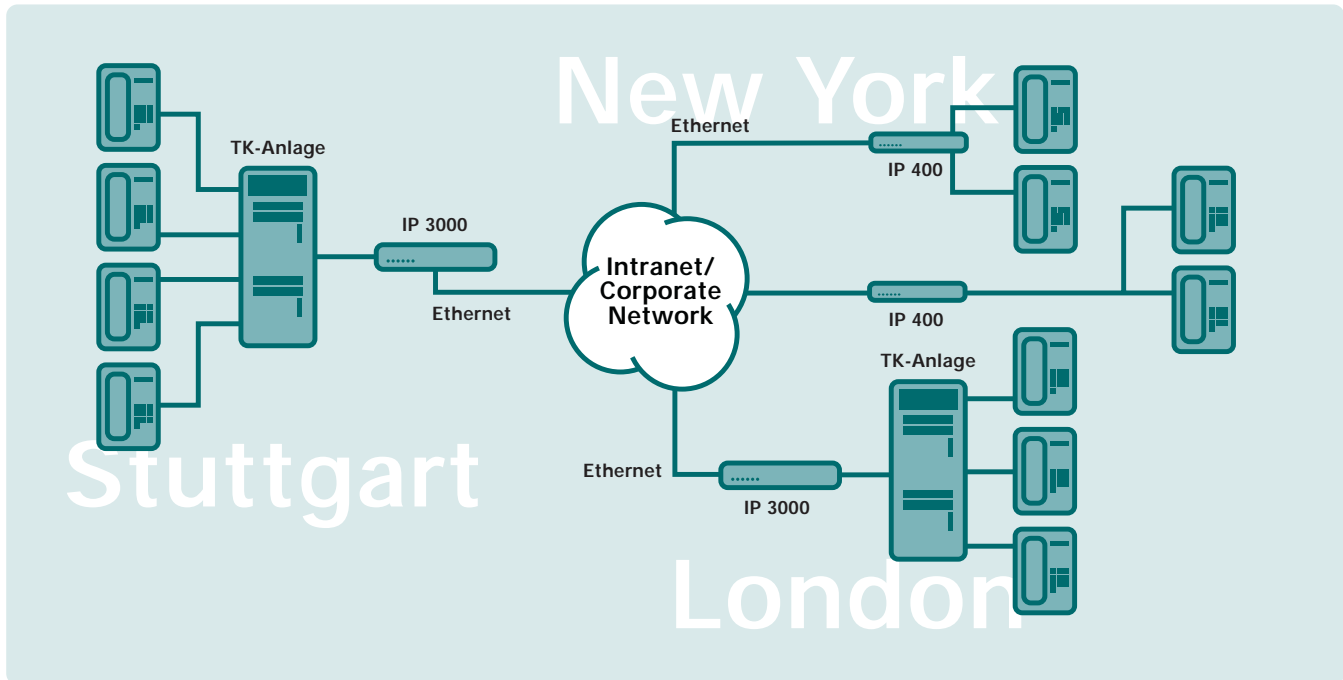 New York
Ethernet
TK-Anlage
IP 400
IP 3000
Intranet/
Corporate
Network
Ethernet
IP 400
TK-Anlage
Stuttgart
Ethernet
IP 3000
London